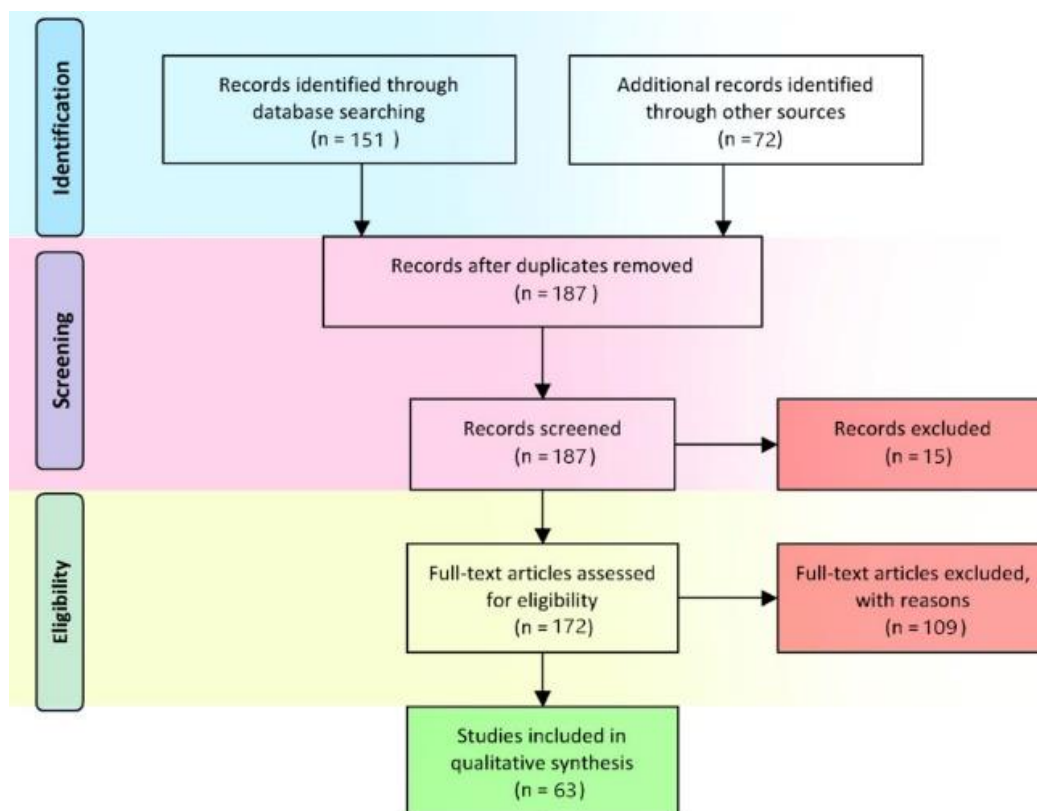 Identification
Records identified through
database searching
(n = 151 )
Additional records identified
through other sources
(n =72)
Screening
Records after duplicates removed
(n = 187 )
Records screened
(n = 187)
Records excluded
(n = 15)
Eligibility
Full-text articles assessed
for eligibility
(n = 172)
Full-text articles excluded,
with reasons
(n = 109)
Studies included in
qualitative synthesis
(n = 63)